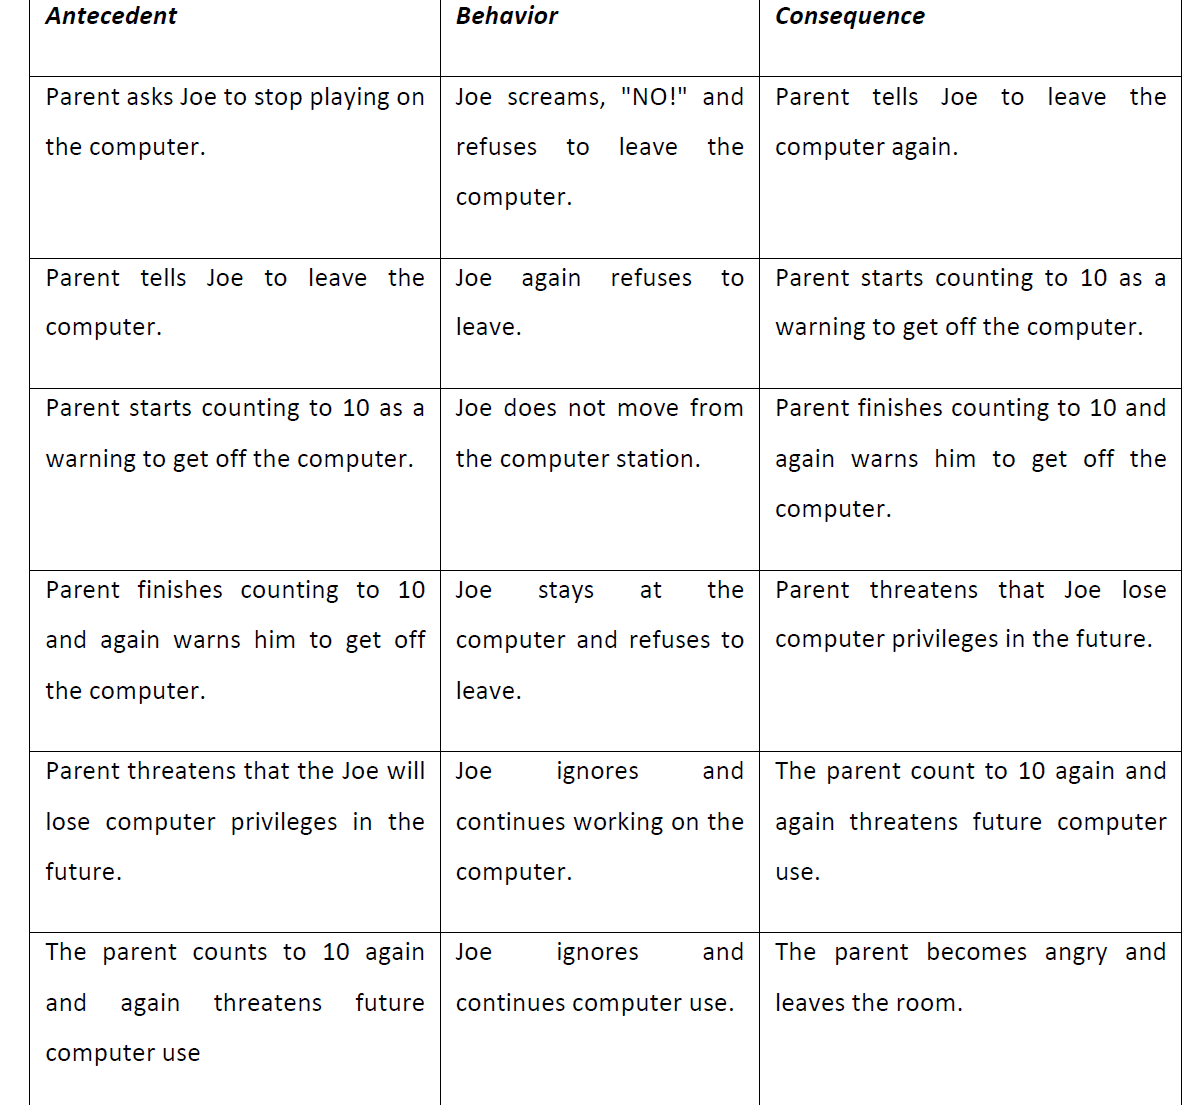 Antecedent
Behavior
Consequence
Parent asks Joe to stop playing on
the computer.
Joe screams, "NO!" and
refuses to leave the
computer.
Parent tells Joe to leave the
computer again.
Parent tells Joe to leave the
computer.
Joe again refuses to
leave.
Parent starts counting to 10 as a
warning to get off the computer.
Parent starts counting to 10 as a
warning to get off the computer.
Joe does not move from
the computer station.
Parent finishes counting to 10 and
again warns him to get off the
computer.
Parent finishes counting to 10
and again warns him to get off
the computer.
Joe stays at the
computer and refuses to
leave.
Parent threatens that Joe lose
computer privileges in the future.
Parent threatens that the Joe will
lose computer privileges in the
future.
Joe ignores and
continues working on the
computer.
The parent count to 10 again and
again threatens future computer
use.
The parent counts to 10 again
and again threatens future
computer use
Joe ignores and
continues computer use.
The parent becomes angry and
leaves the room.